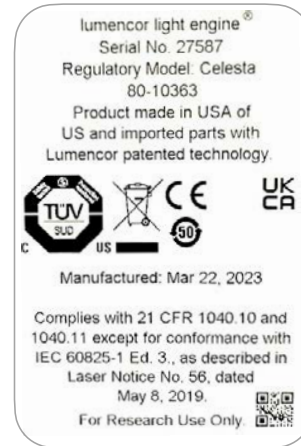 lumencor light engine®
Serial No. 27587
Regulatory Model: Celesta
80-10363
Product made in USA of
US and imported parts with
Lumencor patented technology.
TÜV
SUD
C US
CE
50
UK
CA
Manufactured: Mar 22, 2023
Complies with 21 CFR 1040.10 and
1040.11 except for conformance with
IEC 60825-1 Ed. 3., as described in
Laser Notice No. 56, dated
May 8, 2019.
For Research Use Only.